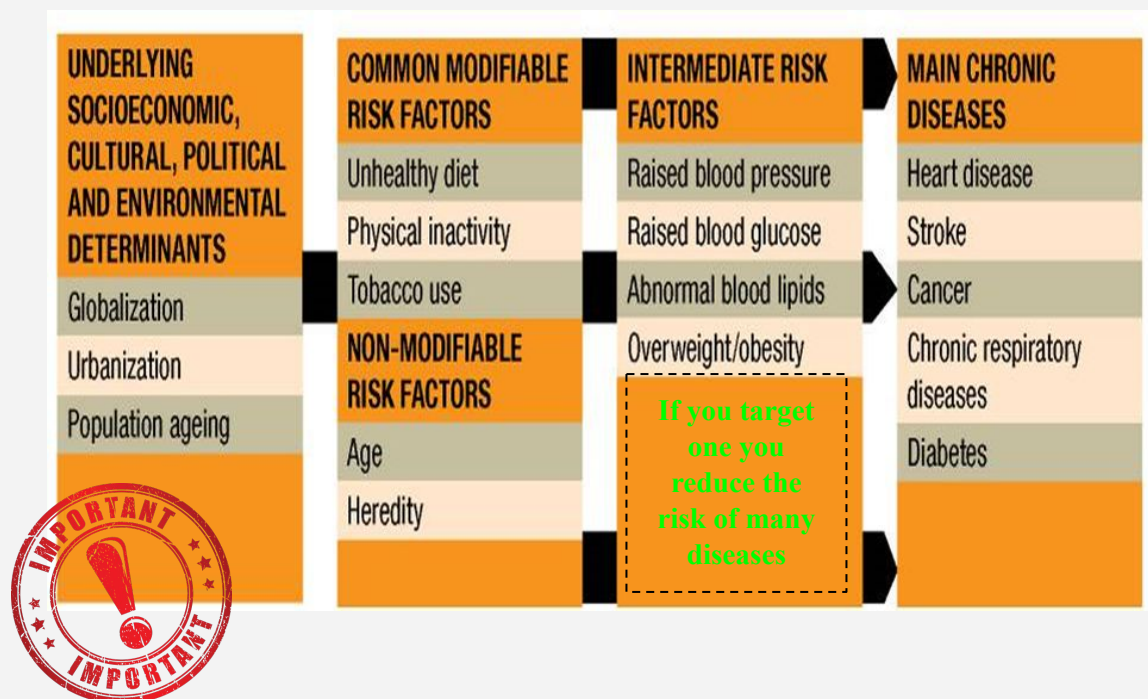 UNDERLYING
SOCIOECONOMIC,
CULTURAL, POLITICAL
AND ENVIRONMENTAL
DETERMINANTS
Globalization
Urbanization
Population ageing
COMMON MODIFIABLE
RISK FACTORS
Unhealthy diet
Physical inactivity
Tobacco use
NON-MODIFIABLE
RISK FACTORS
Age
Heredity
INTERMEDIATE RISK
FACTORS
Raised blood pressure
Raised blood glucose
Abnormal blood lipids
Overweight/obesity
If you target
one you
reduce the
risk of many
diseases
MAIN CHRONIC
DISEASES
Heart disease
Stroke
Cancer
Chronic respiratory
diseases
Diabetes
IMPORTANT
IMPORTANT